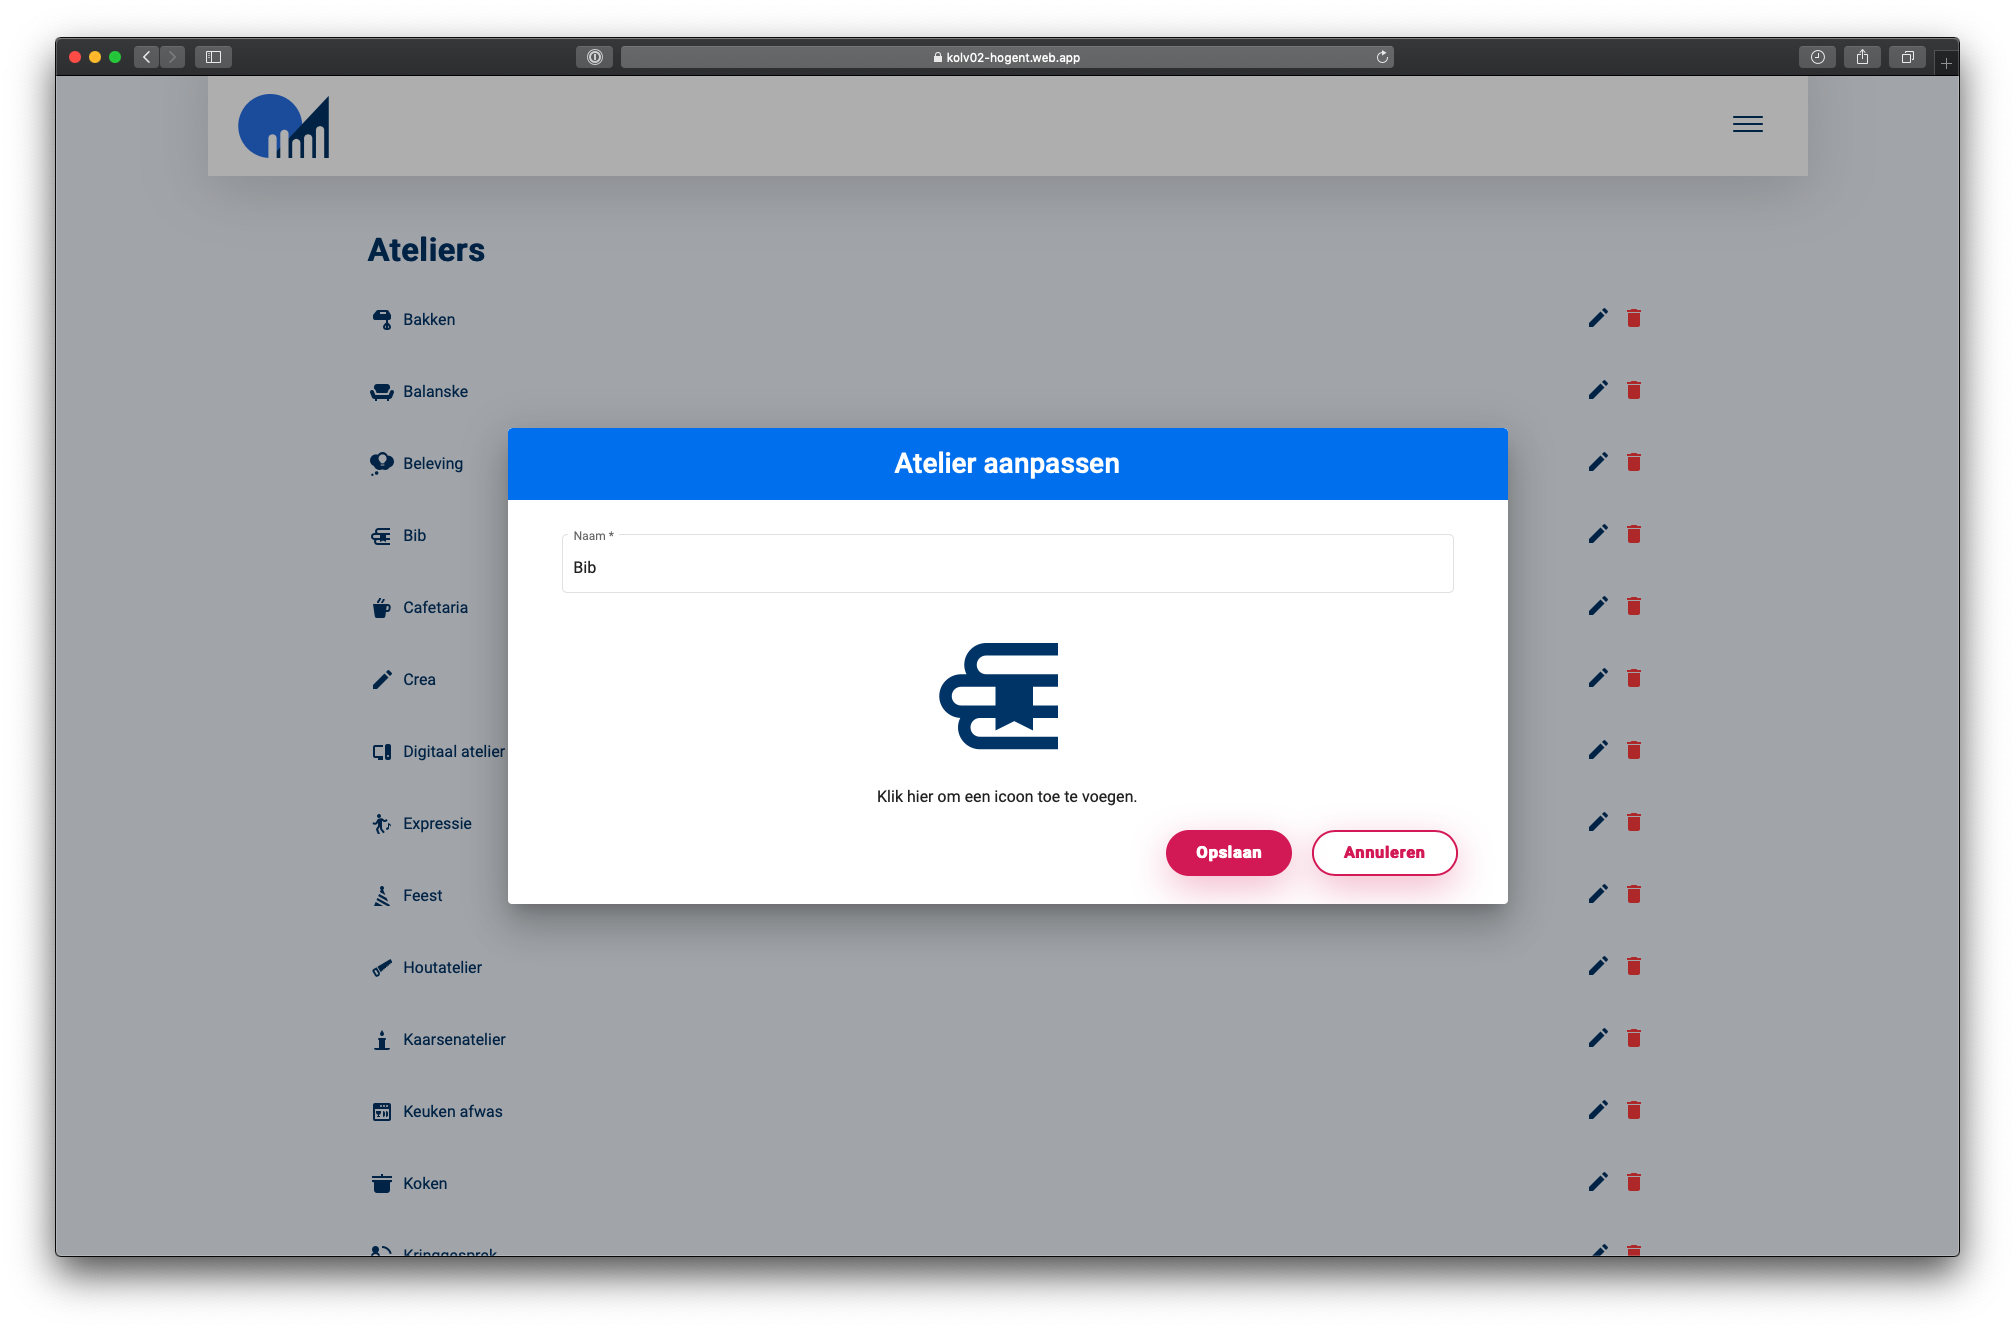 kolv02-hogent.web.app
Ateliers
Bakken
Balanske
Beleving
Bib
Cafetaria
Crea
Digitaal atelier
Expressie
Feest
Houtatelier
Kaarsenatelier
Keuken afwas
Koken
Kringgesprek
Atelier aanpassen
Naam *
Bib
Klik hier om een icoon toe te voegen.
Opslaan
Annuleren